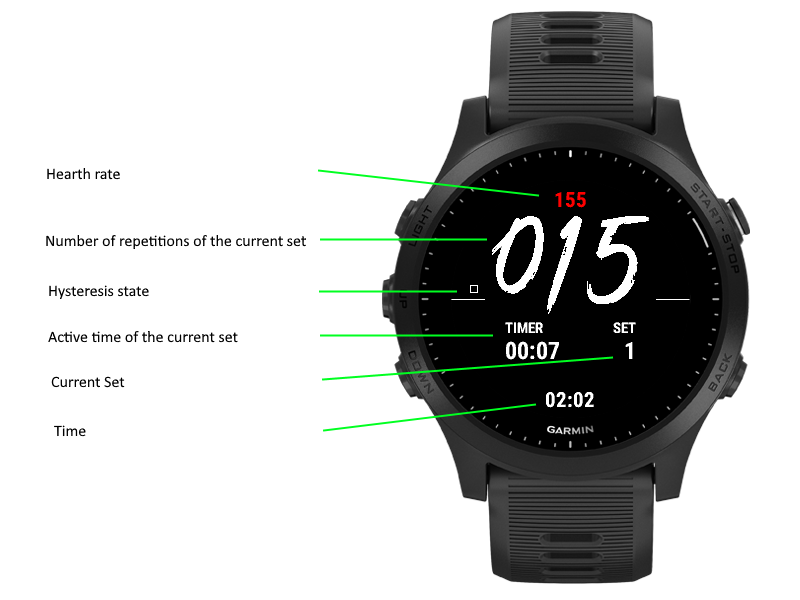 Hearth rate
155
START·STOP
LIGHT
Number of repetitions of the current set
015
Hysteresis state
UP
Active time of the current set
TIMER SET
00:07 1
Current Set
DOWN
BACK
Time
02:02
GARMIN